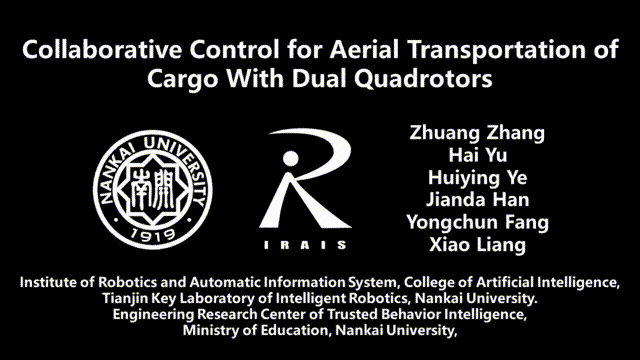 Collaborative Control for Aerial Transportation of
Cargo With Dual Quadrotors
NANKAI UNIVERSITY
南開
1919
IRAIS
Zhuang Zhang
Hai Yu
Huiying Ye
Jianda Han
Yongchun Fang
Xiao Liang
Institute of Robotics and Automatic Information System, College of Artificial Intelligence,
Tianjin Key Laboratory of Intelligent Robotics, Nankai University.
Engineering Research Center of Trusted Behavior Intelligence,
Ministry of Education, Nankai University,